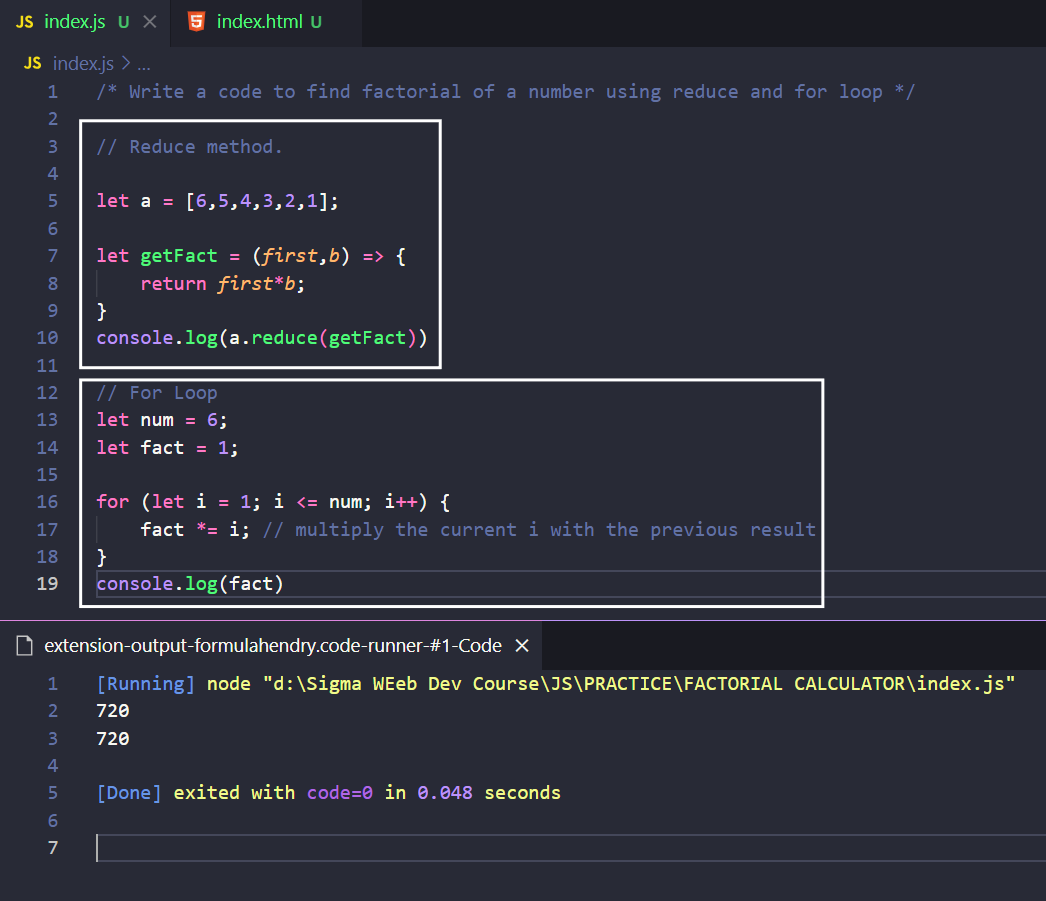 JS index.js U ×
index.html U
JS index.js > ...
1 /* Write a code to find factorial of a number using reduce and for loop */
2
3 // Reduce method.
4
5 let a = [6,5,4,3,2,1];
6
7 let getFact = (first,b) => {
8 return first*b;
9 }
10 console.log(a.reduce(getFact))
11
12 // For Loop
13 let num = 6;
14 let fact = 1;
15
16 for (let i = 1; i <= num; i++) {
17 fact *= i; // multiply the current i with the previous result
18 }
19 console.log(fact)
extension-output-formulahendry.code-runner-#1-Code ×
1 [Running] node "d:\Sigma WEeb Dev Course\JS\PRACTICE\FACTORIAL CALCULATOR\index.js"
2 720
3 720
4
5 [Done] exited with code=0 in 0.048 seconds
6
7